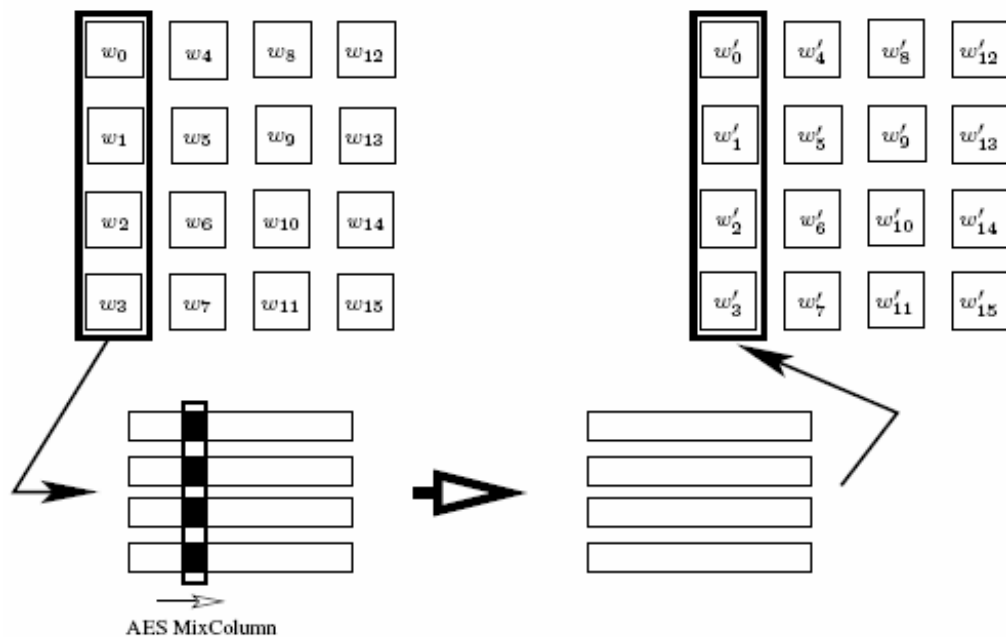 w₀ w₄ w₈ w₁₂ w′₀ w′₄ w′₈ w′₁₂
w₁ w₅ w₉ w₁₃ w′₁ w′₅ w′₉ w′₁₃
w₂ w₆ w₁₀ w₁₄ w′₂ w′₆ w′₁₀ w′₁₄
w₃ w₇ w₁₁ w₁₅ w′₃ w′₇ w′₁₁ w′₁₅
AES MixColumn